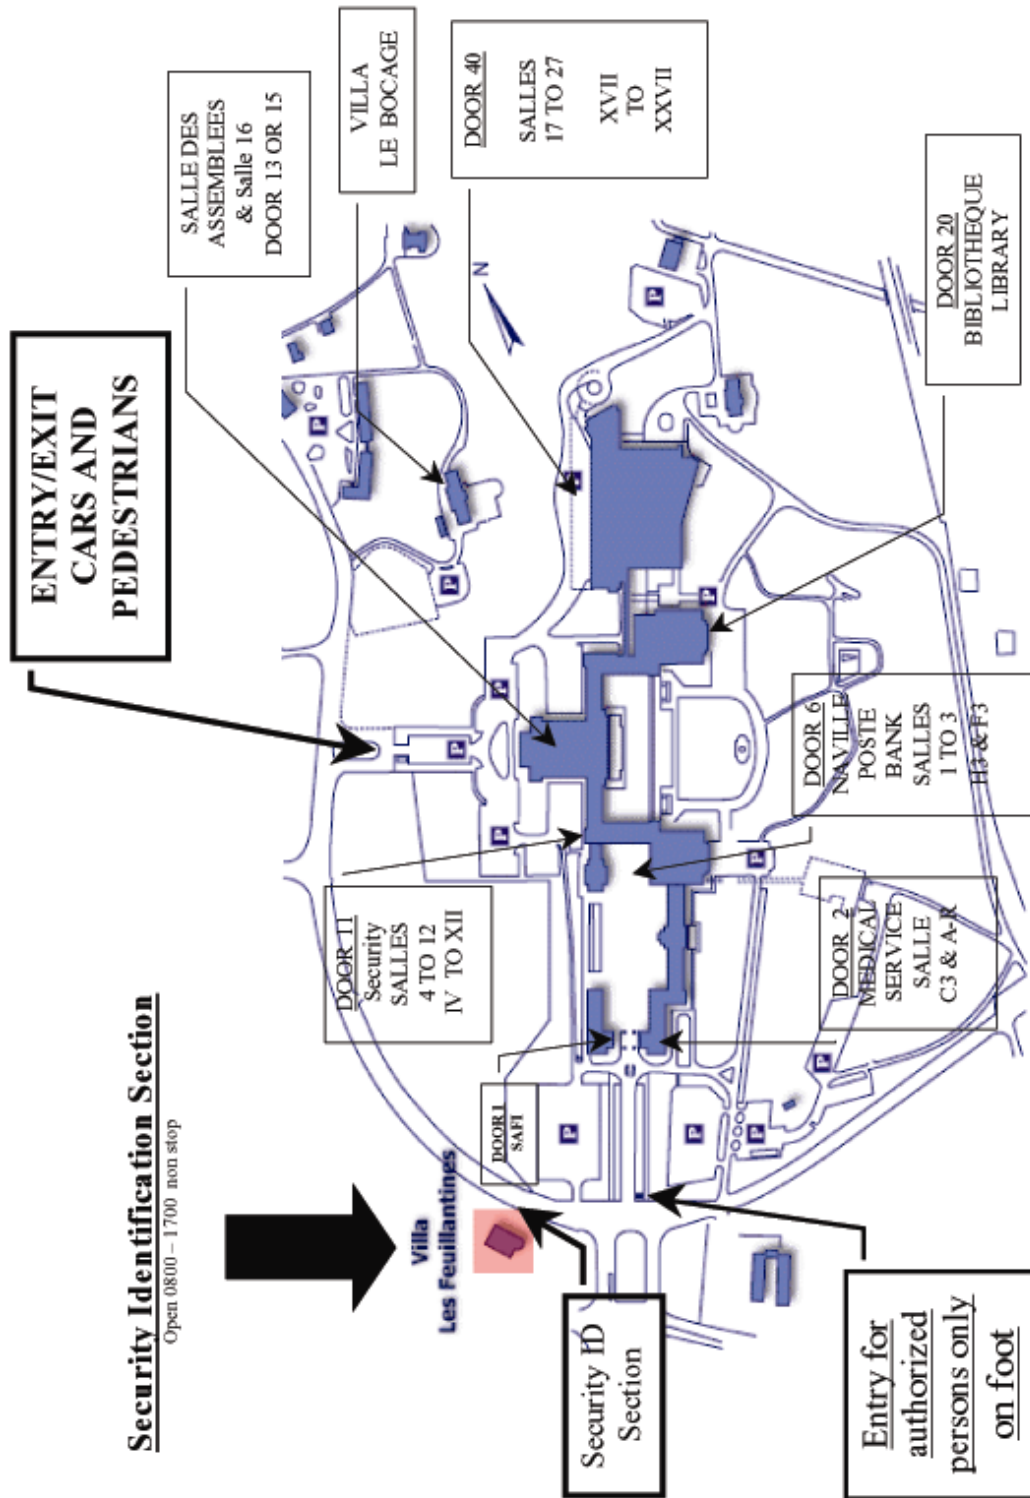 Security Identification Section
Open 0800 – 1700 non stop
Villa
Les Feuillantines
ENTRY/EXIT
CARS AND
PEDESTRIANS
SALLE DES
ASSEMBLEES
& Salle 16
DOOR 13 OR 15
VILLA
LE BOCAGE
DOOR 40
SALLES
17 TO 27
XVII
TO
XXVII
N
DOOR 11
Security
SALLES
4 TO 12
IV TO XII
DOOR 1
SAFI
DOOR 20
BIBLIOTHEQUE
LIBRARY
DOOR 6
NAVILLE
POSTE
BANK
SALLES
1 TO 3
H3 & F3
DOOR 2
MEDICAL
SERVICE
SALLE
C3 & A-R
Security ID
Section
Entry for
authorized
persons only
on foot
P
P
P
P
P
P
P
P
P
P
P
P
P